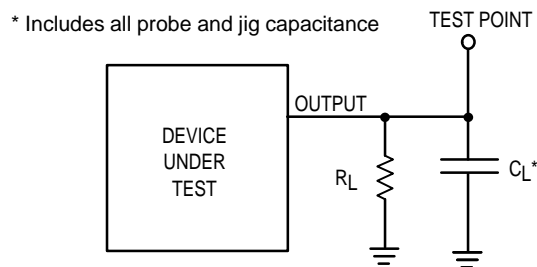 * Includes all probe and jig capacitance
TEST POINT
OUTPUT
DEVICE
UNDER
TEST
RL
CL*